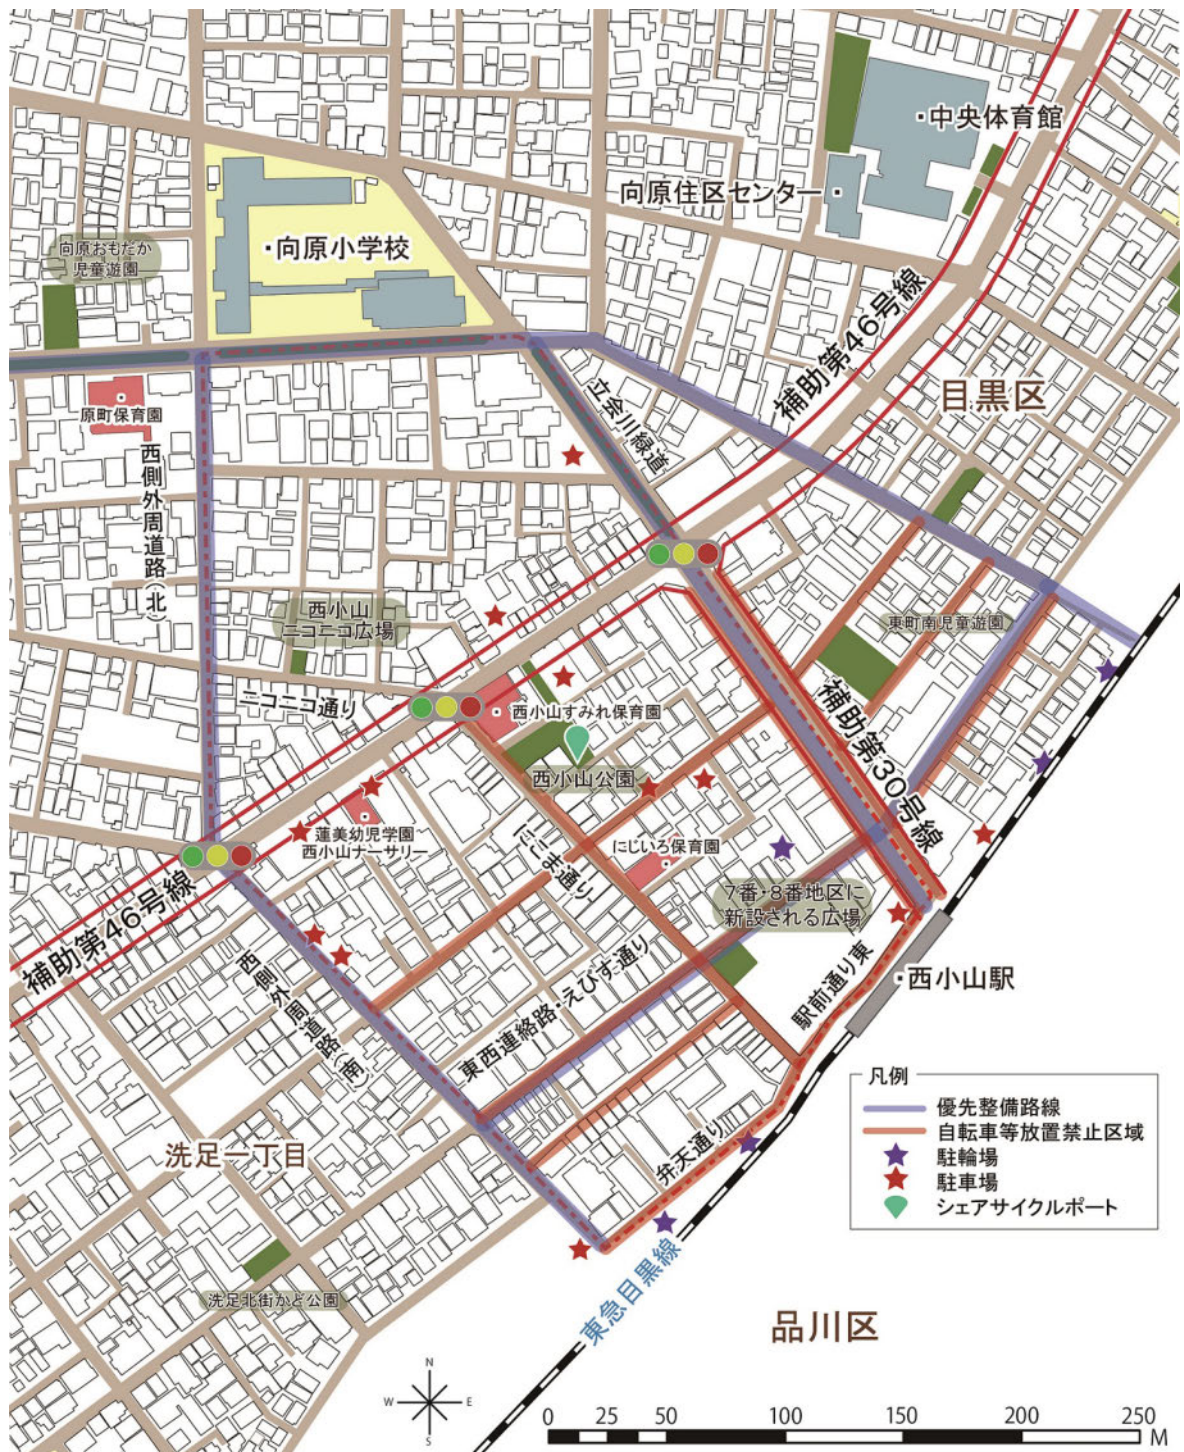 ・中央体育館
向原住区センター・
・向原小学校
向原おもだか
児童遊園
補助第46号線
目黒区
原町保育園
立会川緑道
西側外周道路(北)
西小山
ニコニコ広場
東町南児童遊園
ニコニコ通り
西小山すみれ保育園
西小山公園
補助第30号線
蓮美幼児学園
西小山ナーサリー
にこま通り
にじいろ保育園
7番・8番地区に
新設される広場
補助第46号線
西側外周道路(南)
東西連絡路・えびす通り
駅前通り東
・西小山駅
洗足一丁目
弁天通り
凡例
優先整備路線
自転車等放置禁止区域
駐輪場
駐車場
シェアサイクルポート
洗足北街かど公園
東急目黒線
品川区
N
W E
S
0 25 50 100 150 200 250
M